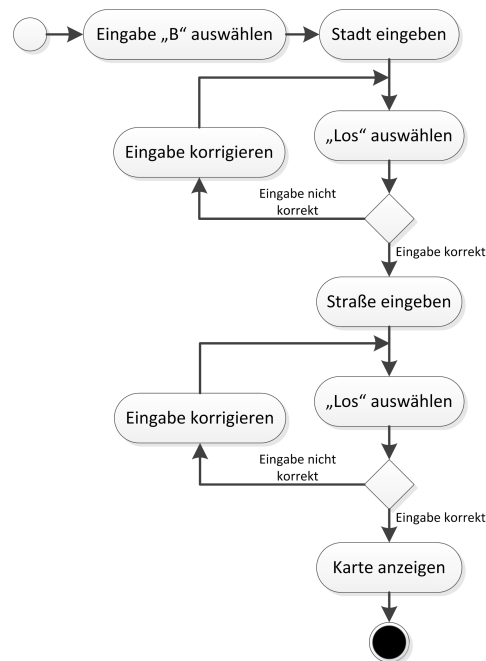 Eingabe „B“ auswählen
Stadt eingeben
„Los“ auswählen
Eingabe korrigieren
Eingabe nicht
korrekt
Eingabe korrekt
Straße eingeben
„Los“ auswählen
Eingabe korrigieren
Eingabe nicht
korrekt
Eingabe korrekt
Karte anzeigen